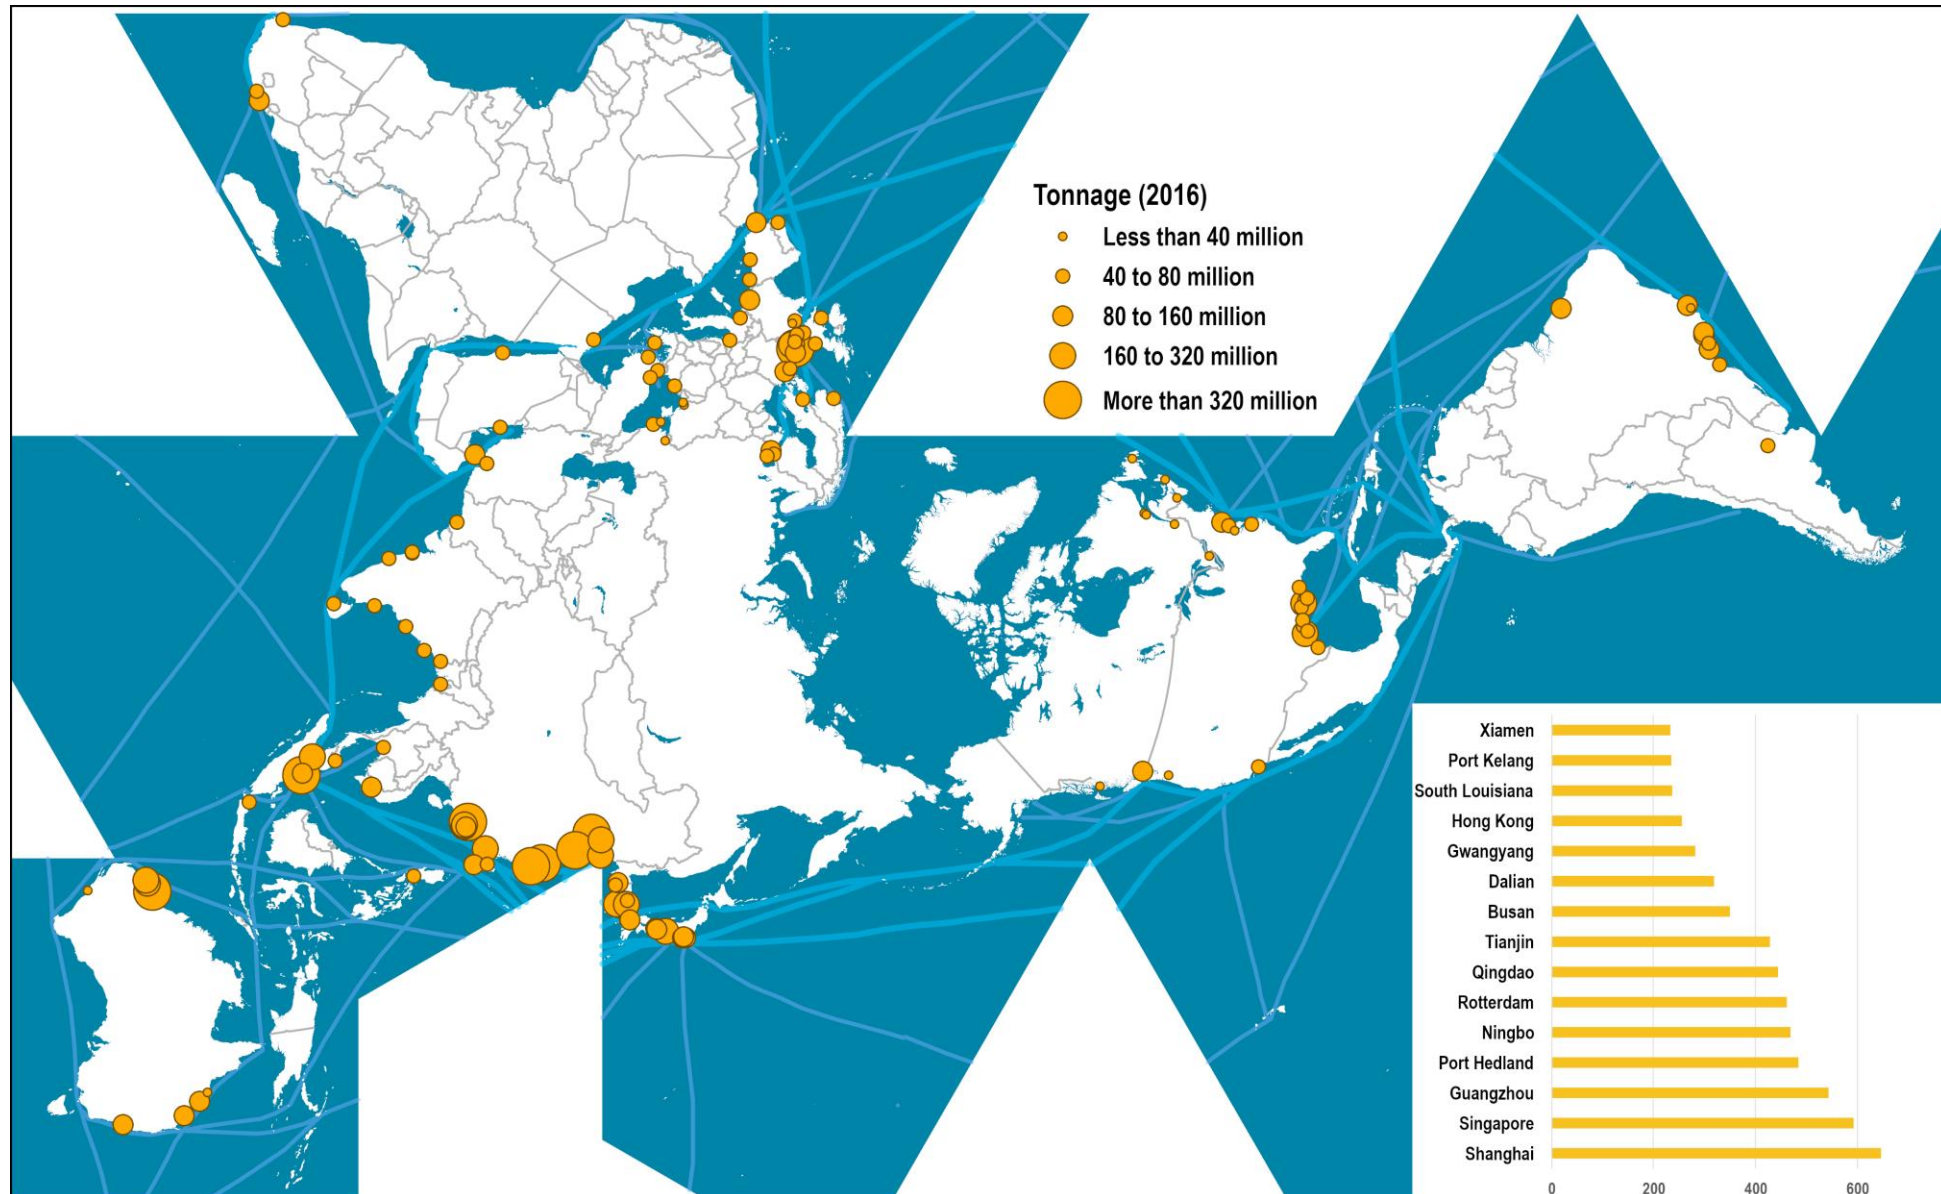 Tonnage (2016)
Less than 40 million
40 to 80 million
80 to 160 million
160 to 320 million
More than 320 million
Xiamen
Port Kelang
South Louisiana
Hong Kong
Gwangyang
Dalian
Busan
Tianjin
Qingdao
Rotterdam
Ningbo
Port Hedland
Guangzhou
Singapore
Shanghai
0 200 400 600